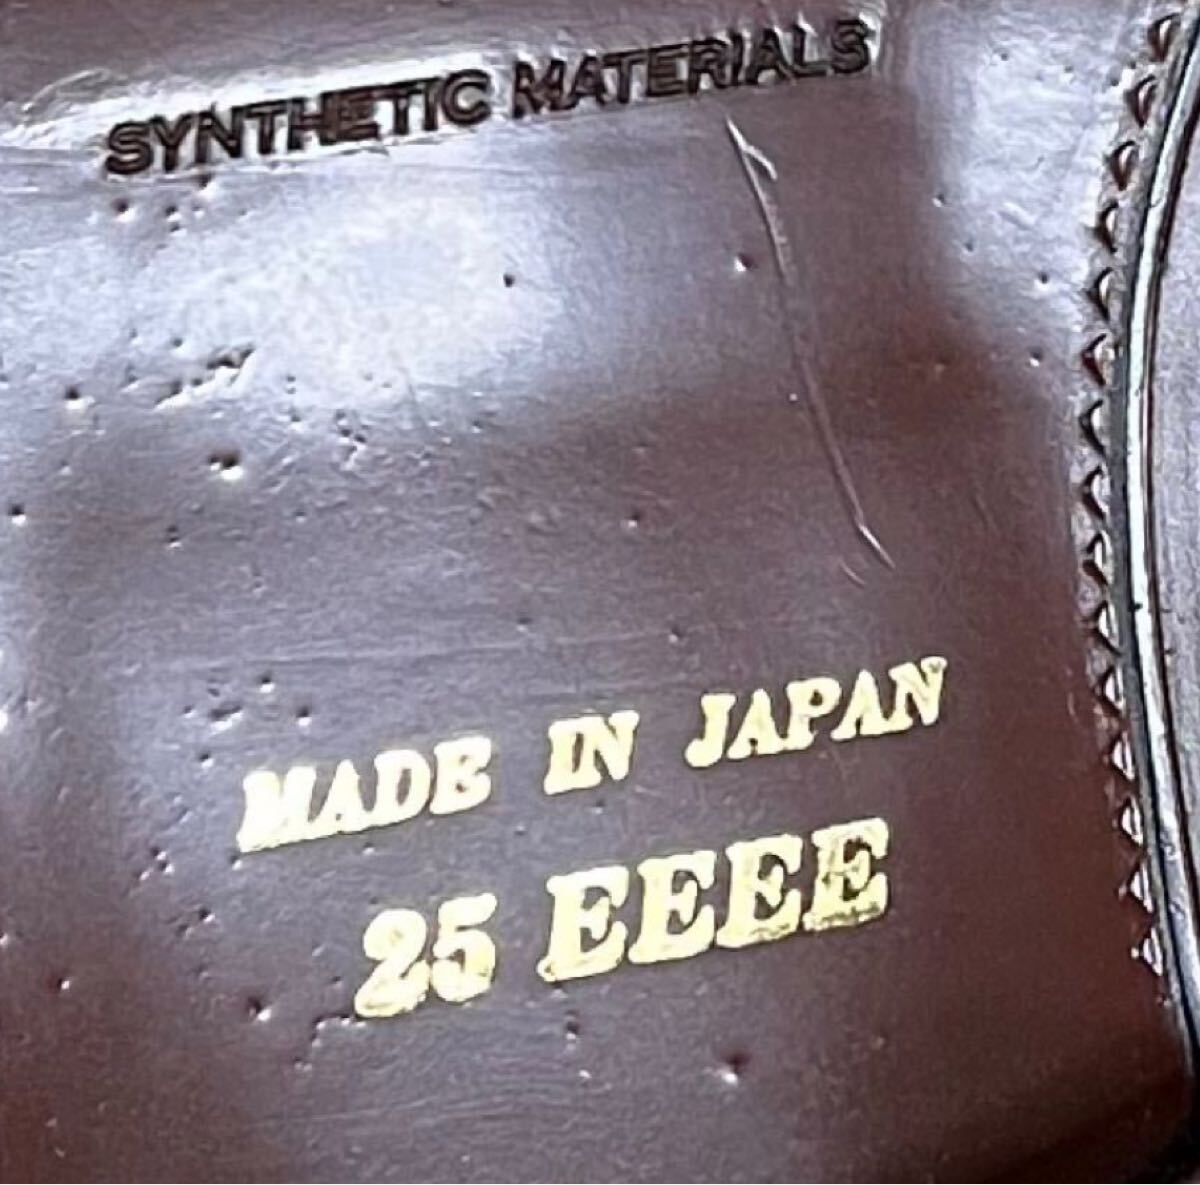 SYNTHETIC MATERIALS
MADE IN JAPAN
25 EEEE